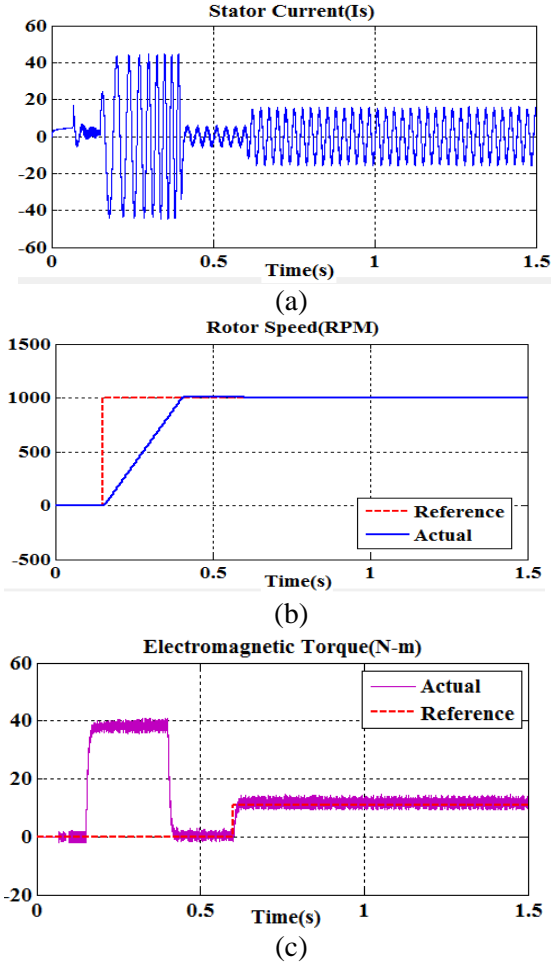 Stator Current(Is)
60
40
20
0
-20
-40
-60
0
0.5
1
1.5
Time(s)
(a)
Rotor Speed(RPM)
1500
1000
500
0
-500
Reference
Actual
0
0.5
1
1.5
Time(s)
(b)
Electromagnetic Torque(N-m)
60
40
20
0
-20
Actual
Reference
0
0.5
1
1.5
Time(s)
(c)